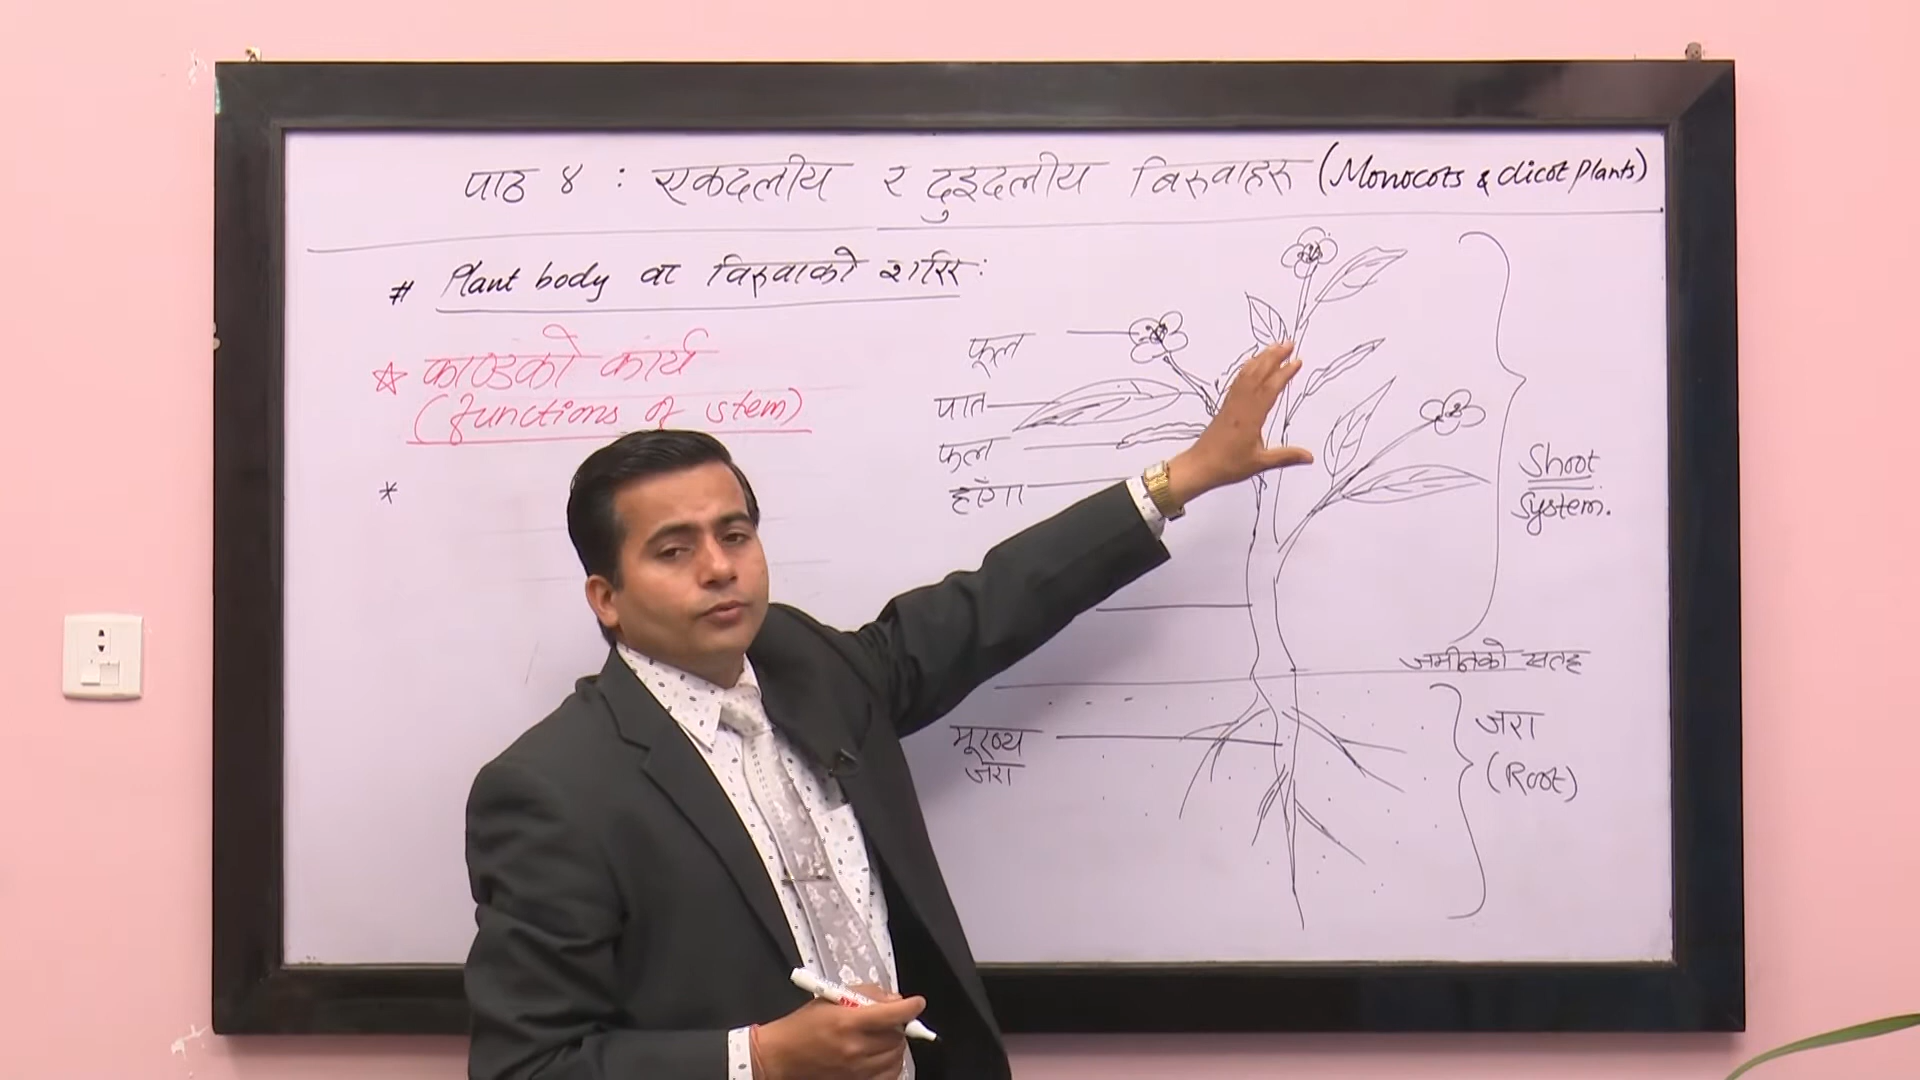 पाठ ४ : एकदलीय र दुइदलीय बिरुवाहरु (Monocots & dicot plants)
# Plant body वा विरुवाको शरिर:
☆ काण्डको कार्य
(functions of stem)
*
फूल
पात
फल
हाँगा
Shoot
System.
जमीनको सतह
मूख्य
जरा
जरा
(Root)